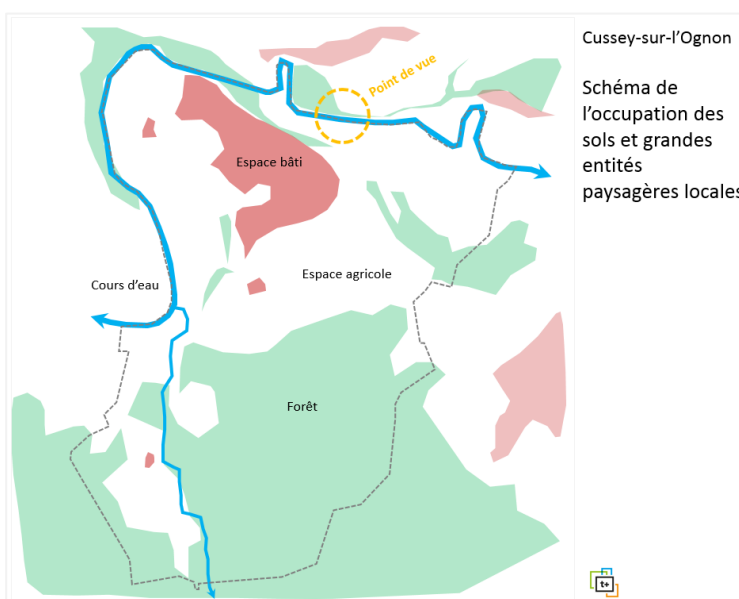 Cussey-sur-l'Ognon
Schéma de
l'occupation des
sols et grandes
entités
paysagères locales
Point de vue
Espace bâti
Espace agricole
Cours d'eau
Forêt
t+